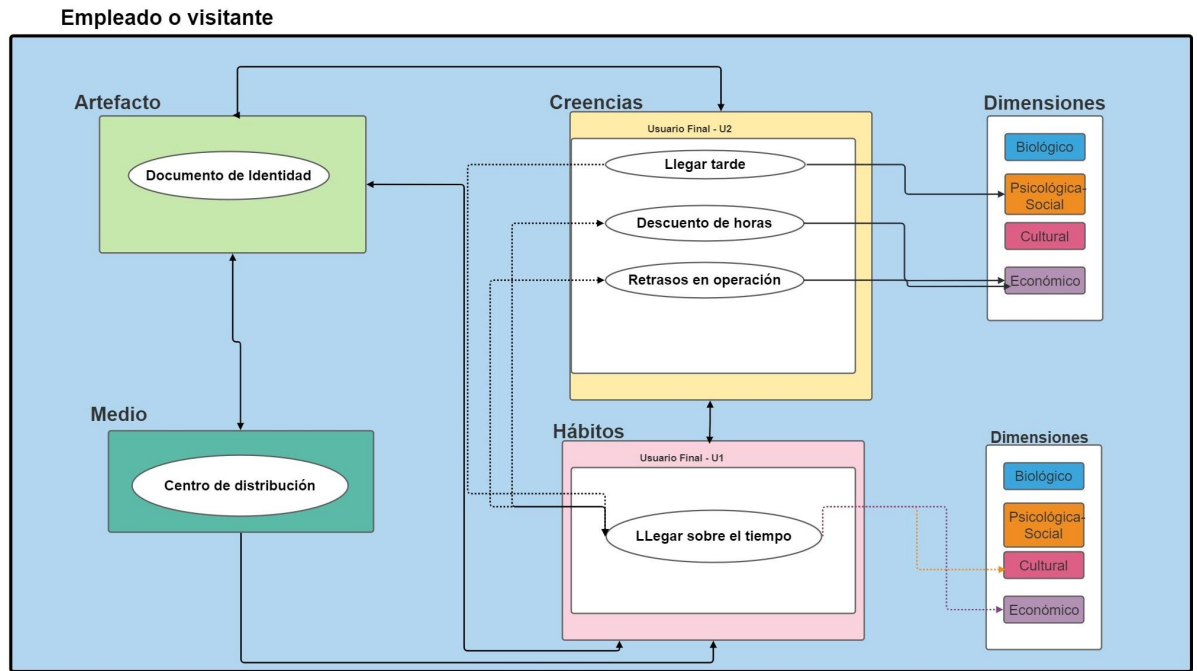 Empleado o visitante
Artefacto
Documento de Identidad
Creencias
Usuario Final - U2
Llegar tarde
Descuento de horas
Retrasos en operación
Dimensiones
Biológico
Psicológica-
Social
Cultural
Económico
Medio
Centro de distribución
Hábitos
Usuario Final - U1
LLegar sobre el tiempo
Dimensiones
Biológico
Psicológica-
Social
Cultural
Económico